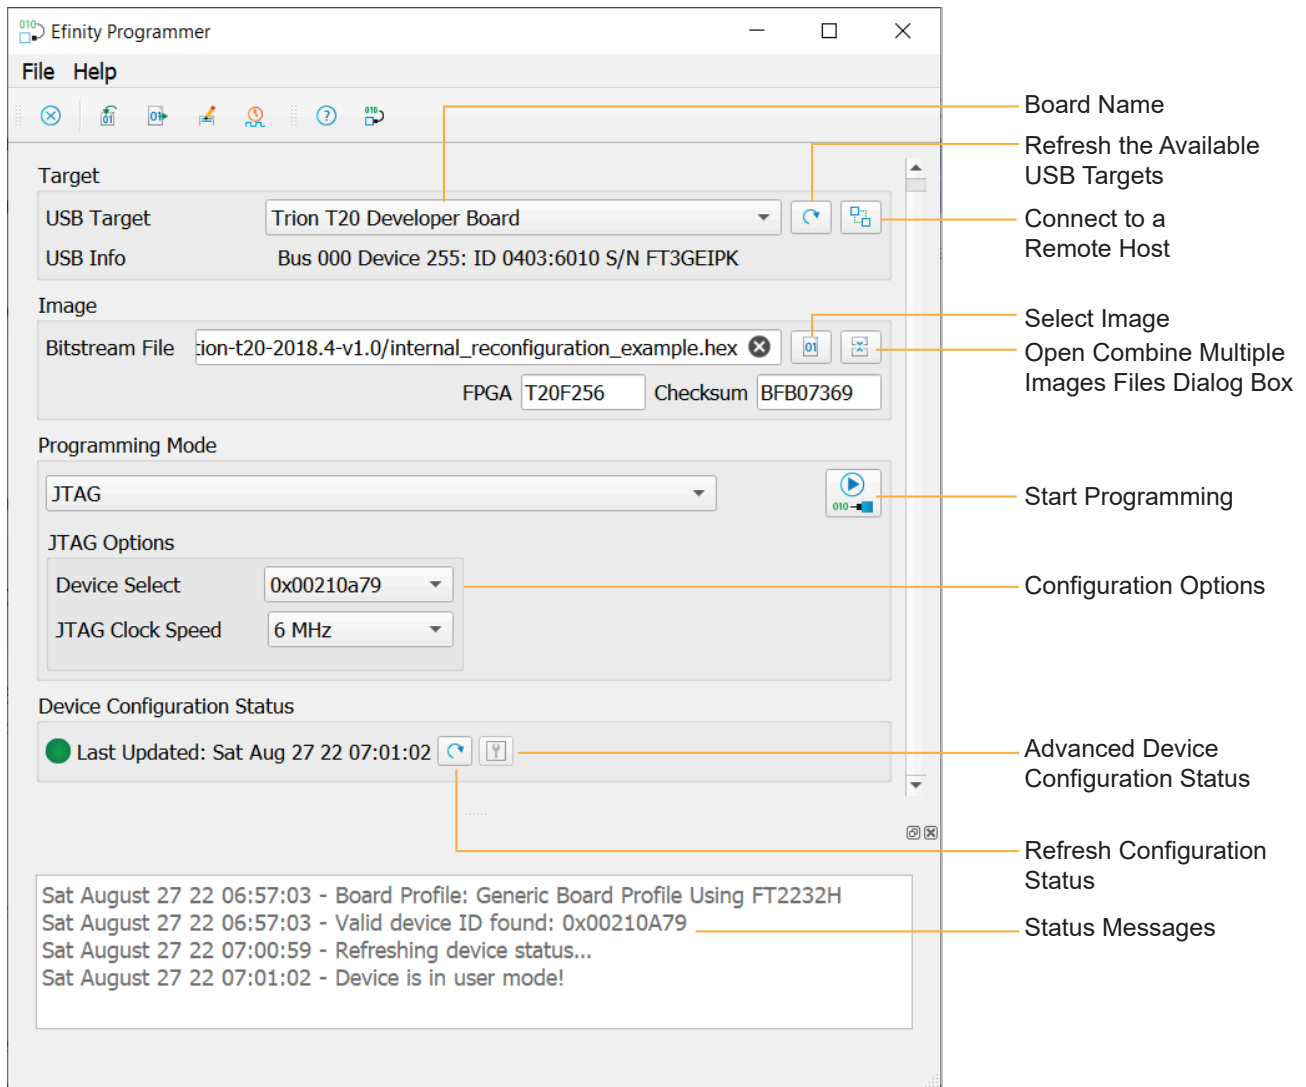 Efinity Programmer
File Help
Board Name
Refresh the Available
USB Targets
Target
USB Target Trion T20 Developer Board
Connect to a
Remote Host
USB Info Bus 000 Device 255: ID 0403:6010 S/N FT3GEIPK
Image
Select Image
Bitstream File :ion-t20-2018.4-v1.0/internal_reconfiguration_example.hex 01
Open Combine Multiple
Images Files Dialog Box
FPGA T20F256 Checksum BFB07369
Programming Mode
JTAG
010
Start Programming
JTAG Options
Device Select 0x00210a79
Configuration Options
JTAG Clock Speed 6 MHz
Device Configuration Status
Last Updated: Sat Aug 27 22 07:01:02
Advanced Device
Configuration Status
Refresh Configuration
Status
Sat August 27 22 06:57:03 - Board Profile: Generic Board Profile Using FT2232H
Sat August 27 22 06:57:03 - Valid device ID found: 0x00210A79
Status Messages
Sat August 27 22 07:00:59 - Refreshing device status...
Sat August 27 22 07:01:02 - Device is in user mode!